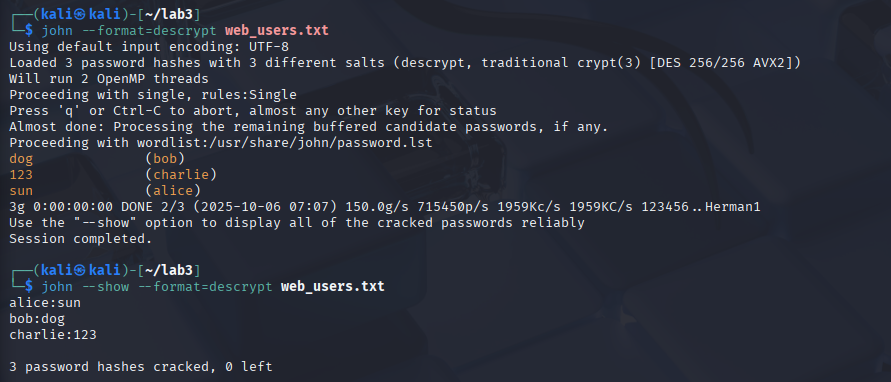 ┌──(kali㉿kali)-[~/lab3]
└─$ john --format=descrypt web_users.txt
Using default input encoding: UTF-8
Loaded 3 password hashes with 3 different salts (descrypt, traditional crypt(3) [DES 256/256 AVX2])
Will run 2 OpenMP threads
Proceeding with single, rules:Single
Press 'q' or Ctrl-C to abort, almost any other key for status
Almost done: Processing the remaining buffered candidate passwords, if any.
Proceeding with wordlist:/usr/share/john/password.lst
dog              (bob)
123              (charlie)
sun              (alice)
3g 0:00:00:00 DONE 2/3 (2025-10-06 07:07) 150.0g/s 715450p/s 1959Kc/s 1959KC/s 123456..Herman1
Use the "--show" option to display all of the cracked passwords reliably
Session completed.
┌──(kali㉿kali)-[~/lab3]
└─$ john --show --format=descrypt web_users.txt
alice:sun
bob:dog
charlie:123
3 password hashes cracked, 0 left